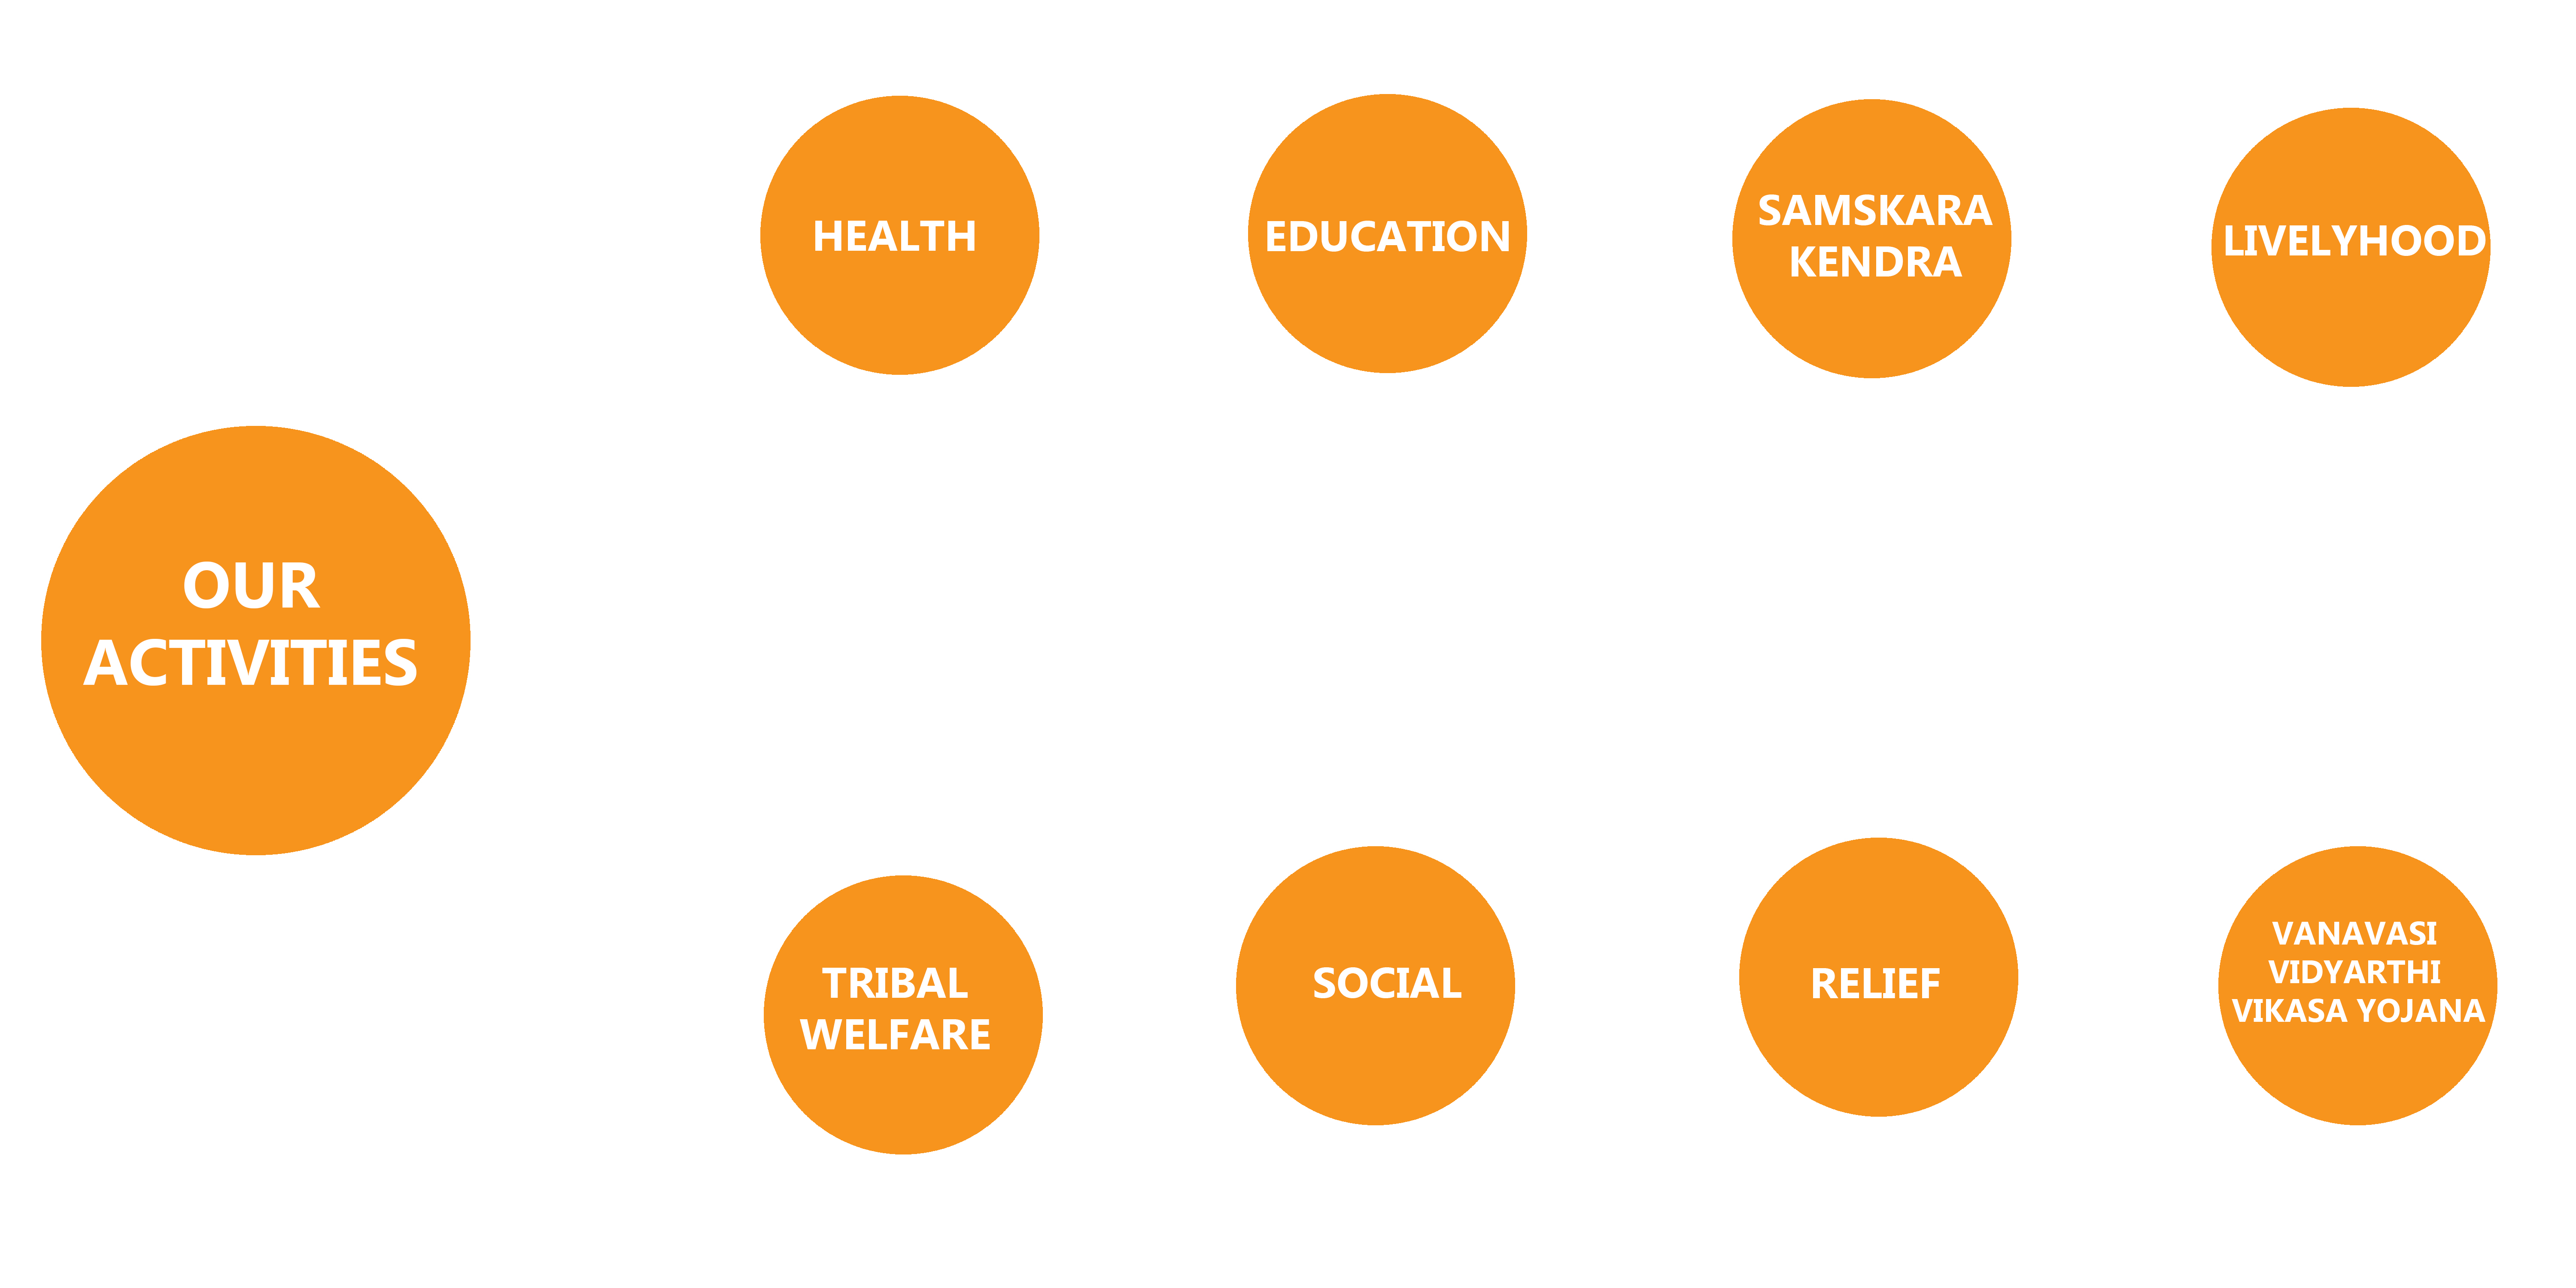 OUR
ACTIVITIES
HEALTH
EDUCATION
SAMSKARA
KENDRA
LIVELYHOOD
TRIBAL
WELFARE
SOCIAL
RELIEF
VANAVASI
VIDYARTHI
VIKASA YOJANA